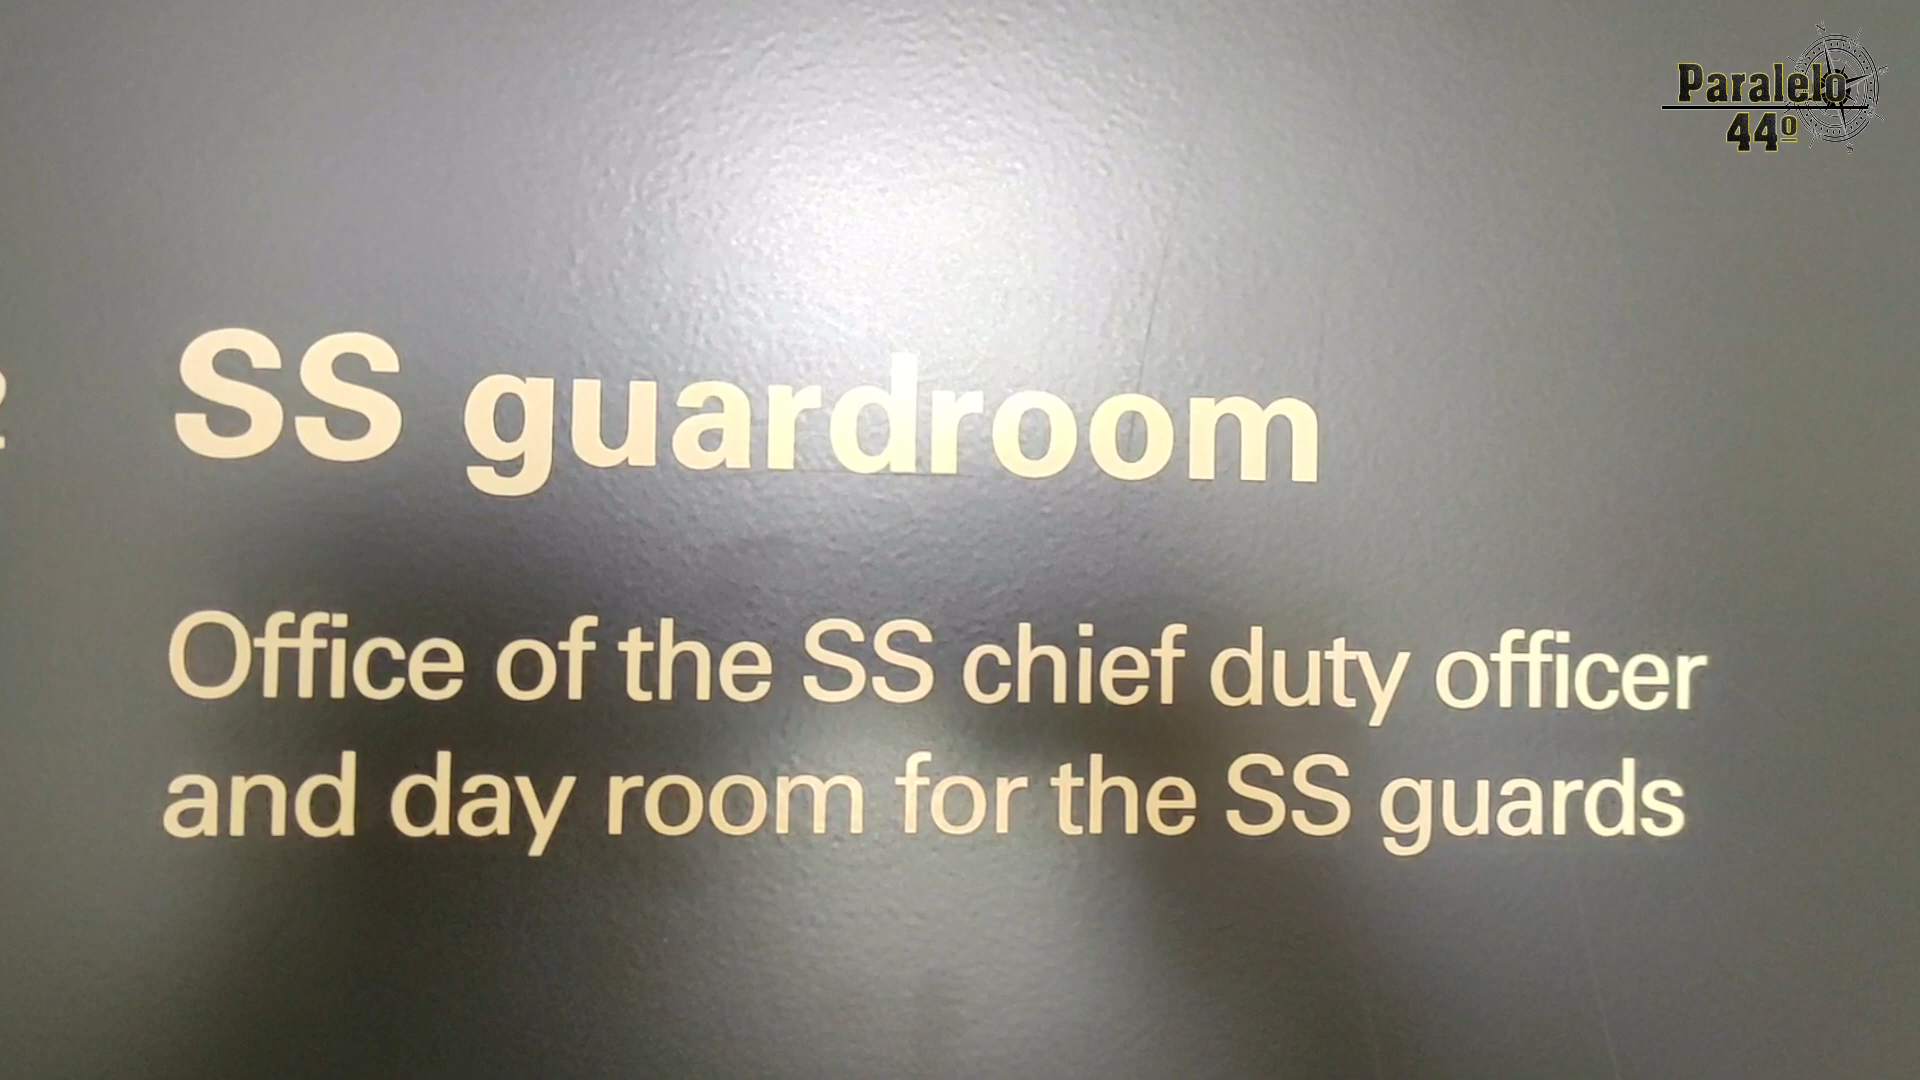 Paralelo
44º
SS guardroom
Office of the SS chief duty officer
and day room for the SS guards